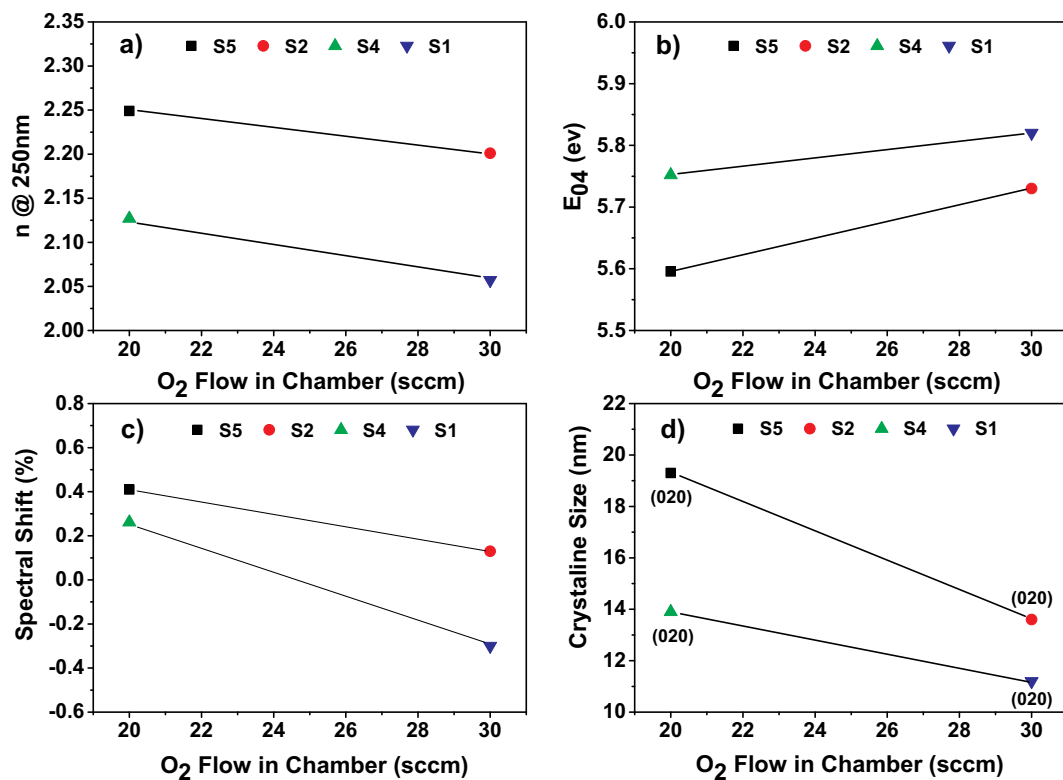 a)
S5 S2 S4 S1
2.35
2.30
2.25
2.20
2.15
2.10
2.05
2.00
n @ 250nm
20 22 24 26 28 30
O2 Flow in Chamber (sccm)
b)
S5 S2 S4 S1
6.0
5.9
5.8
5.7
5.6
5.5
E04 (ev)
20 22 24 26 28 30
O2 Flow in Chamber (sccm)
c)
S5 S2 S4 S1
0.8
0.6
0.4
0.2
0.0
-0.2
-0.4
-0.6
Spectral Shift (%)
20 22 24 26 28 30
O2 Flow in Chamber (sccm)
d)
S5 S2 S4 S1
22
20
18
16
14
12
10
Crystaline Size (nm)
(020)
(020)
(020)
(020)
20 22 24 26 28 30
O2 Flow in Chamber (sccm)